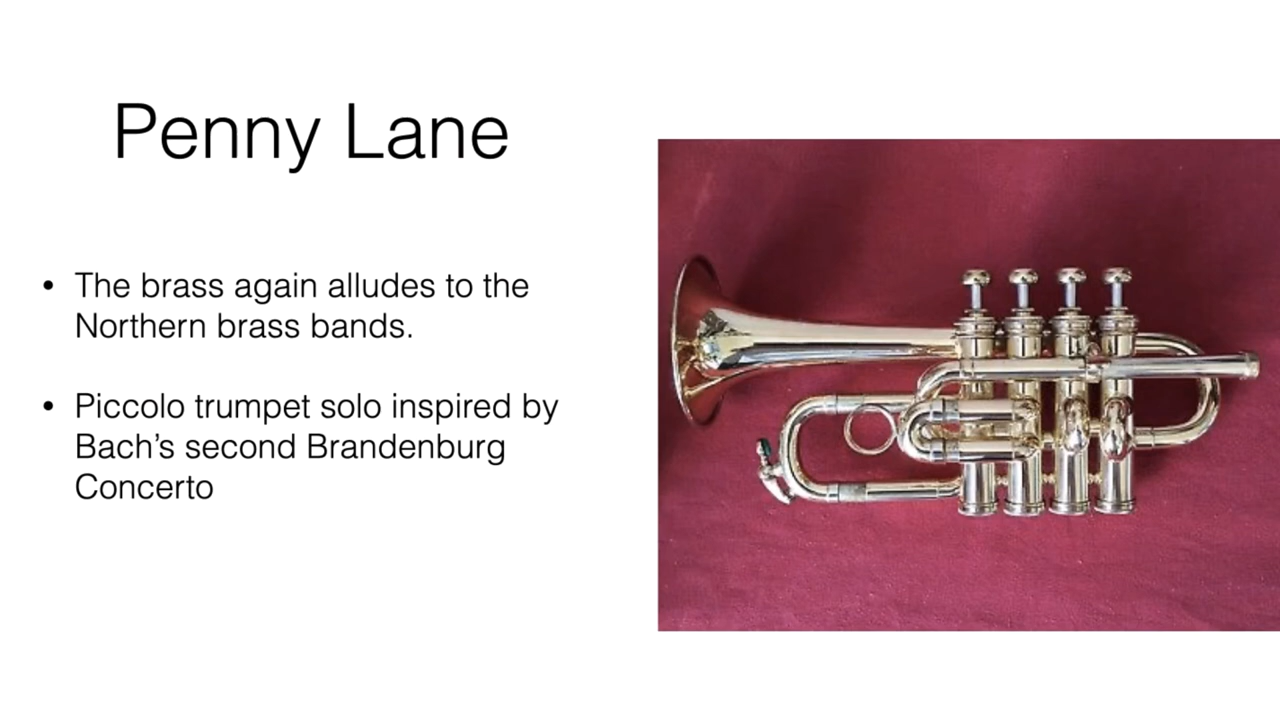 Penny Lane
• The brass again alludes to the
Northern brass bands.
• Piccolo trumpet solo inspired by
Bach’s second Brandenburg
Concerto